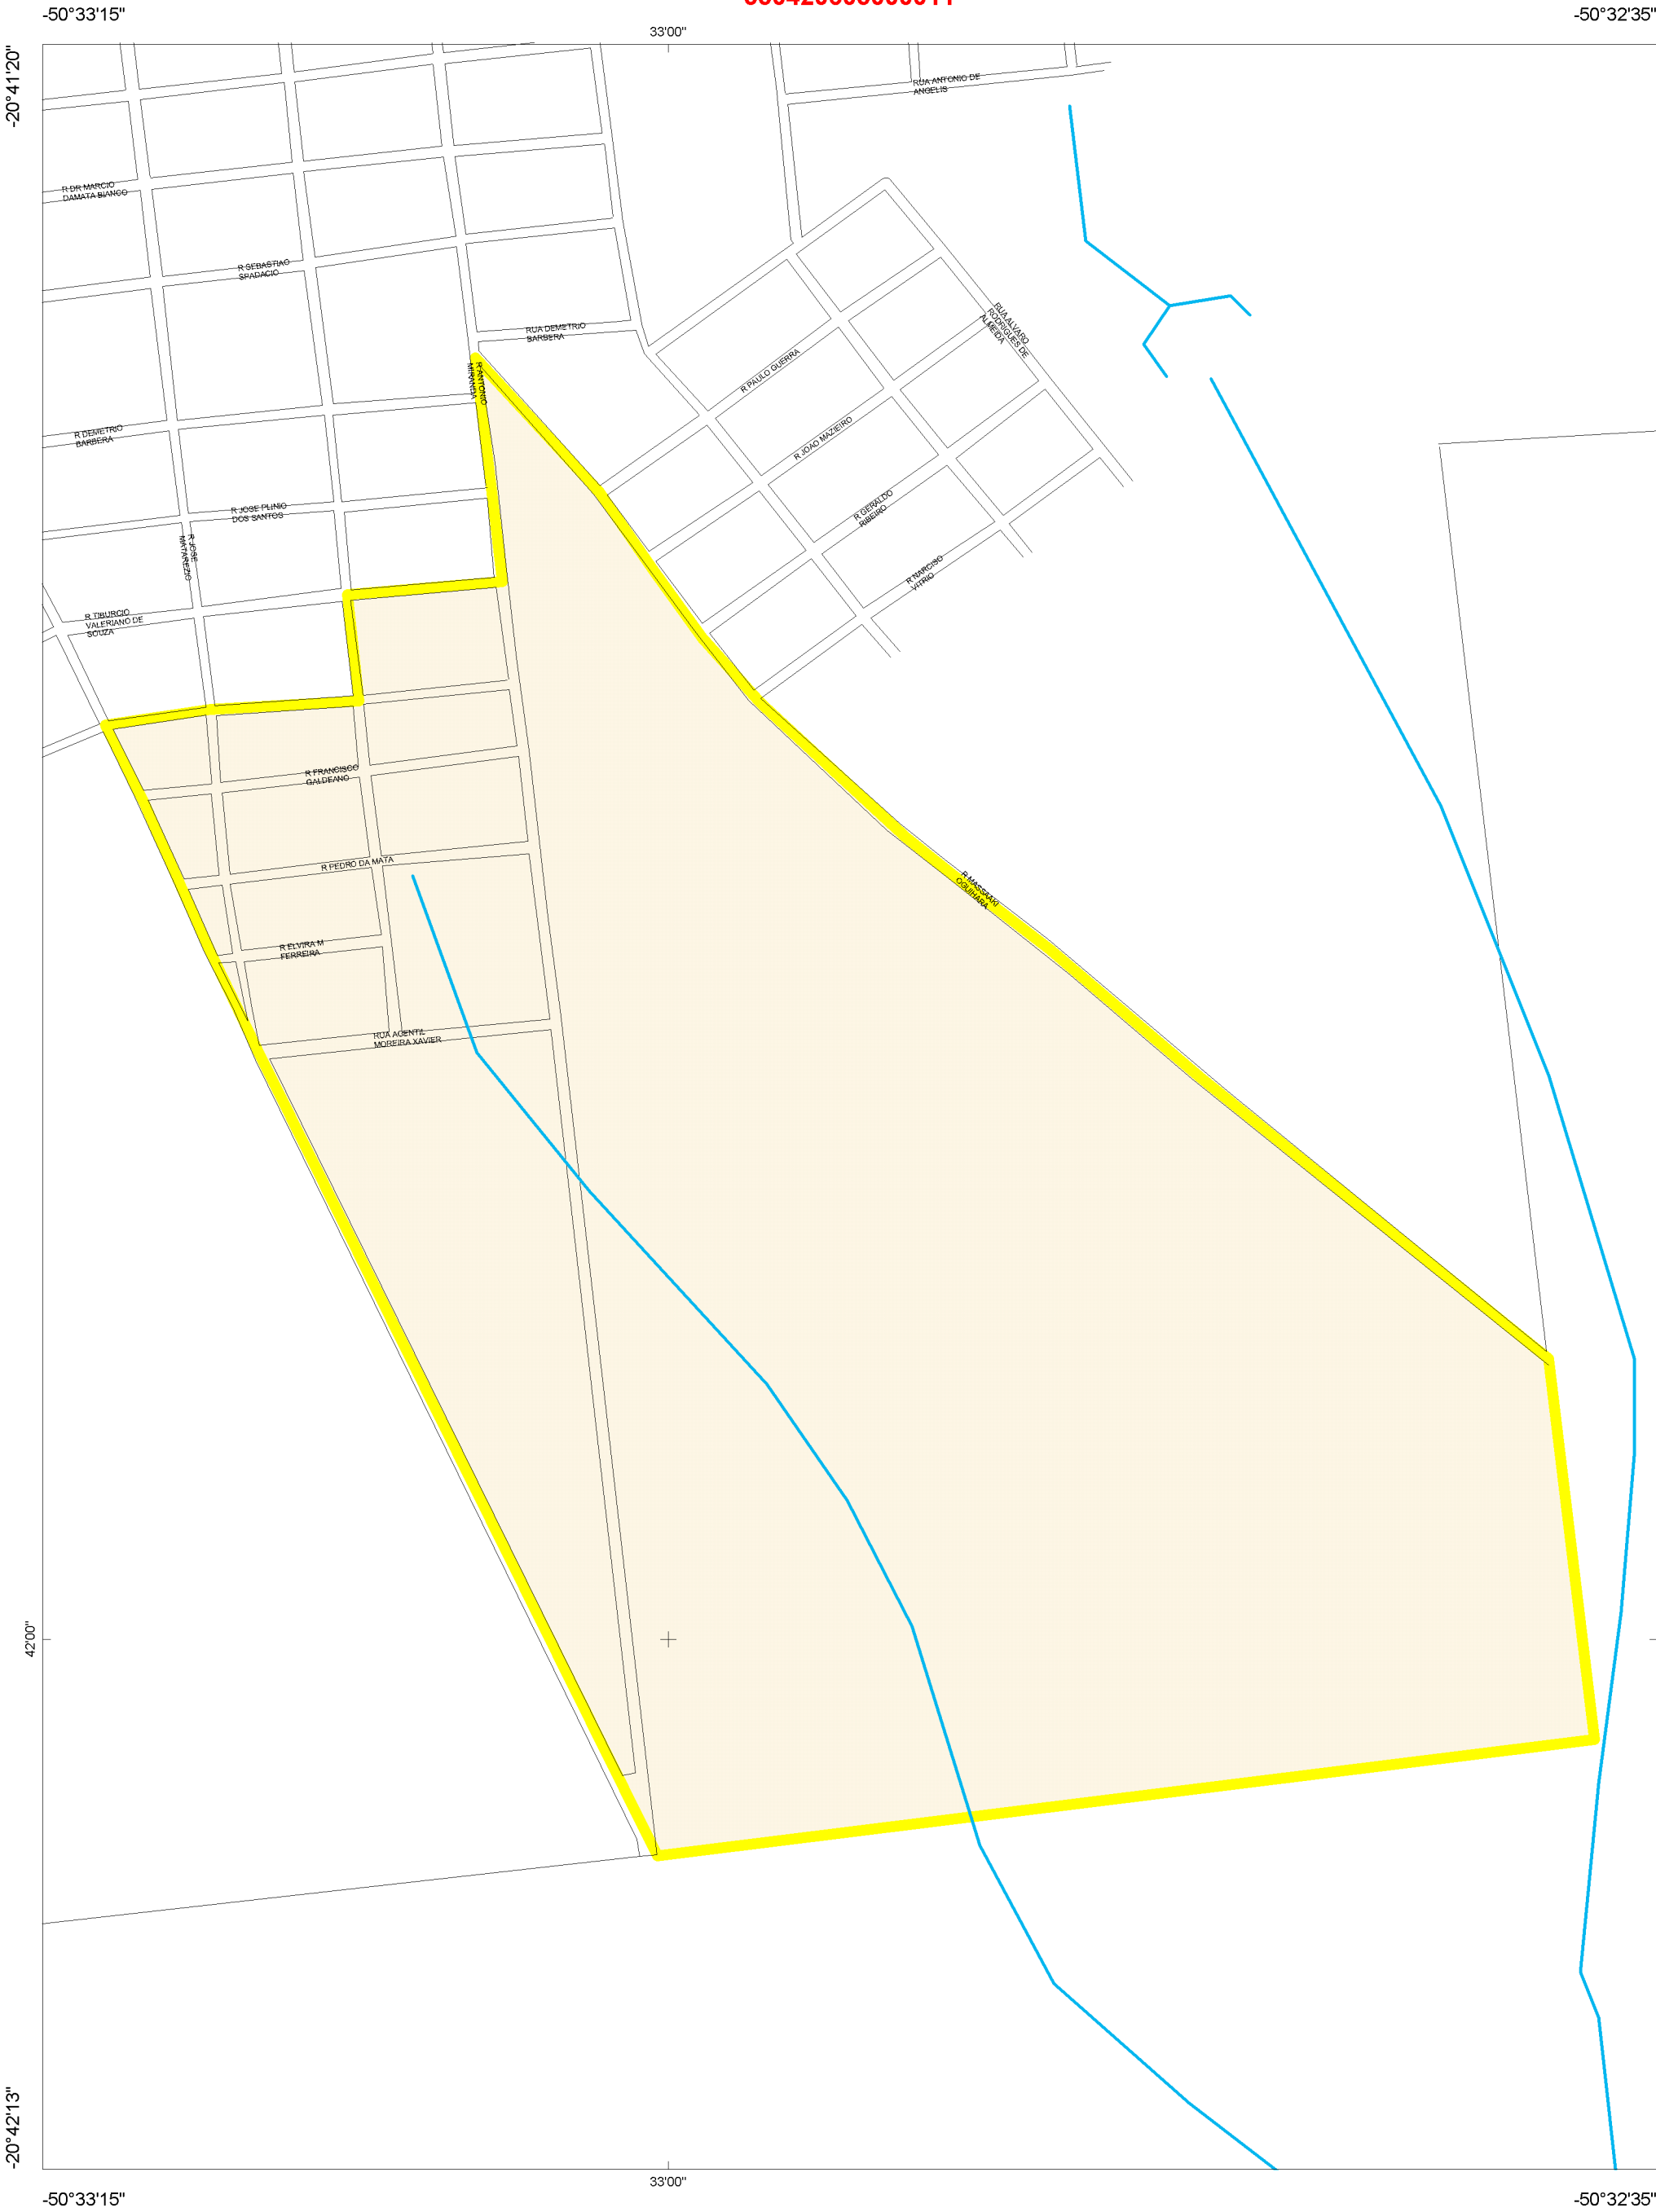 -50°33'15"
-50°32'35"
33'00"
-20°41'20"
RUA ANTONIO DE
ANGELIS
R DR MARCIO
DAMATA BIANCO
R SEBASTIAO
SPADACIO
RUA DEMETRIO
BARBERA
RUA ALVARO
RODRIGUES DE
ALMEIDA
R PAULO GUERRA
R ANTONIO
MIRANDA
R DEMETRIO
BARBERA
R JOAO MAZIEIRO
R JOSE PLINIO
DOS SANTOS
R GERALDO
RIBEIRO
R JOSE
MATAREZIO
R NARCISO
VITRIO
R TIBURCIO
VALERIANO DE
SOUZA
R FRANCISCO
GALDEANO
R PEDRO DA MATA
R MASSAAKI
OGUIHARA
R ELVIRA M
FERREIRA
RUA AGENTIL
MOREIRA XAVIER
42'00"
-20°42'13"
33'00"
-50°33'15"
-50°32'35"